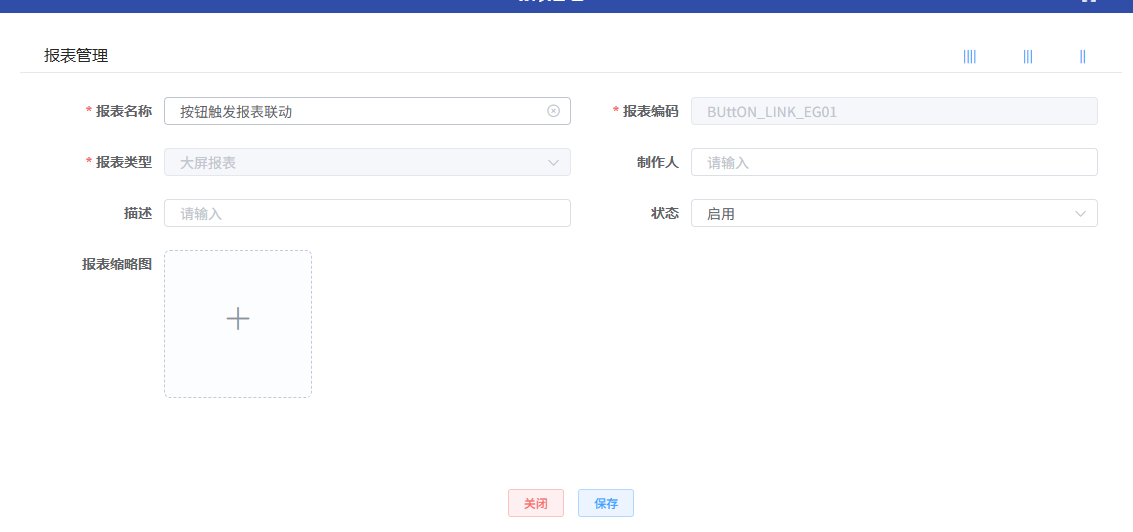 报表管理
* 报表名称 按钮触发报表联动
* 报表编码 BUttON_LINK_EG01
* 报表类型 大屏报表
制作人 请输入
描述 请输入
状态 启用
报表缩略图
关闭 保存